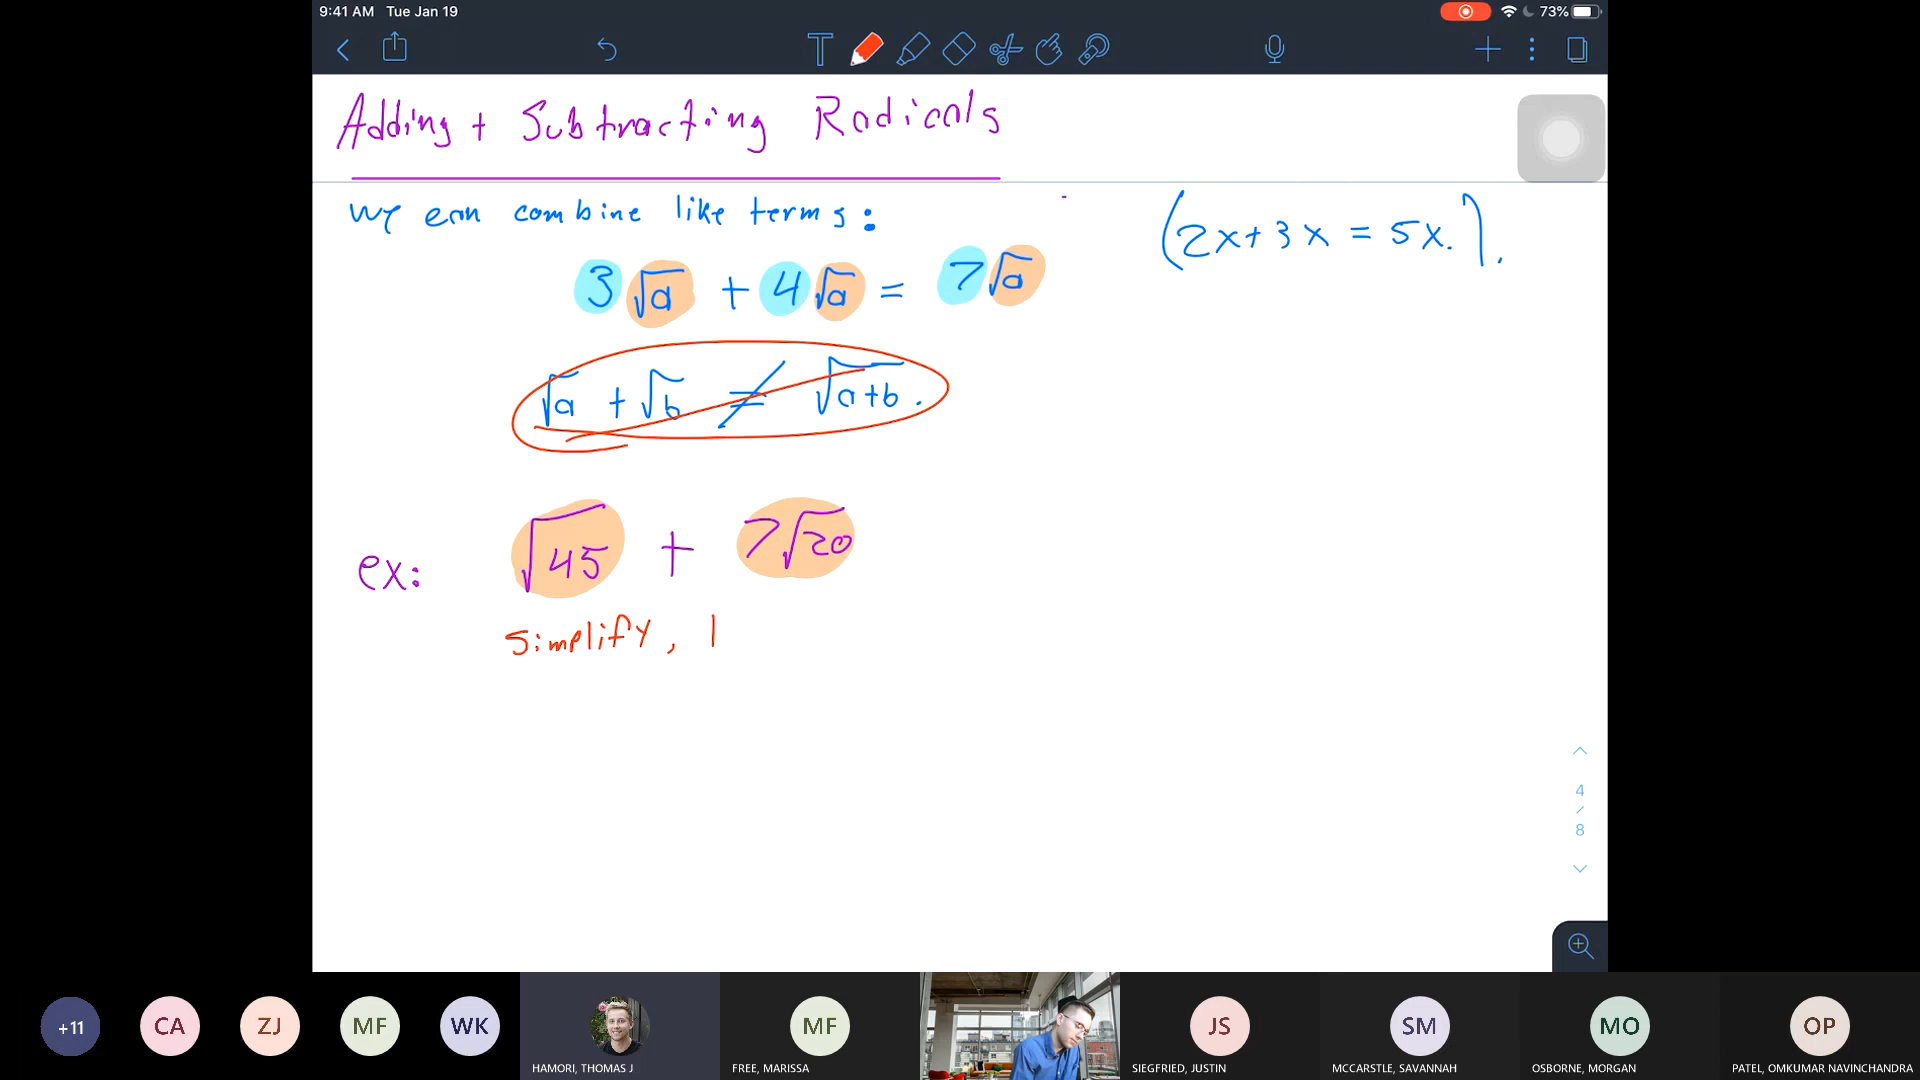 9:41 AM Tue Jan 19
73%
Adding + Subtracting Radicals
we can combine like terms:
(2x+3x = 5x.).
3√a + 4√a = 7√a
√a + √b ≠ √a+b.
ex: √45 + 7√20
simplify, l
4
/
8
+11
CA
ZJ
MF
WK
HAMORI, THOMAS J
MF
FREE, MARISSA
JS
SIEGFRIED, JUSTIN
SM
MCCARSTLE, SAVANNAH
MO
OSBORNE, MORGAN
OP
PATEL, OMKUMAR NAVINCHANDRA